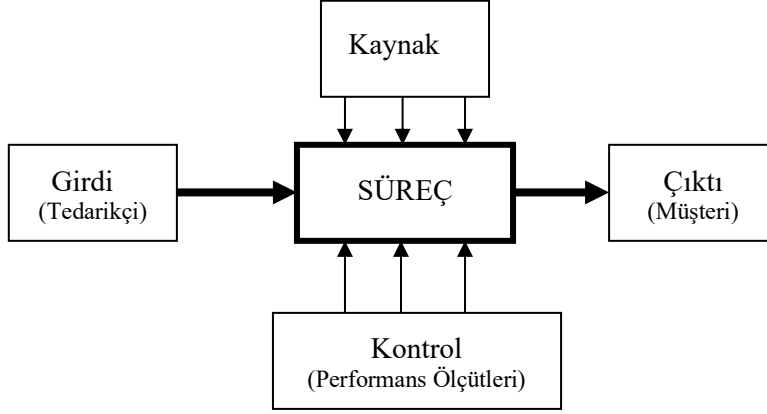 Kaynak
Girdi
(Tedarikçi)
SÜREÇ
Çıktı
(Müşteri)
Kontrol
(Performans Ölçütleri)